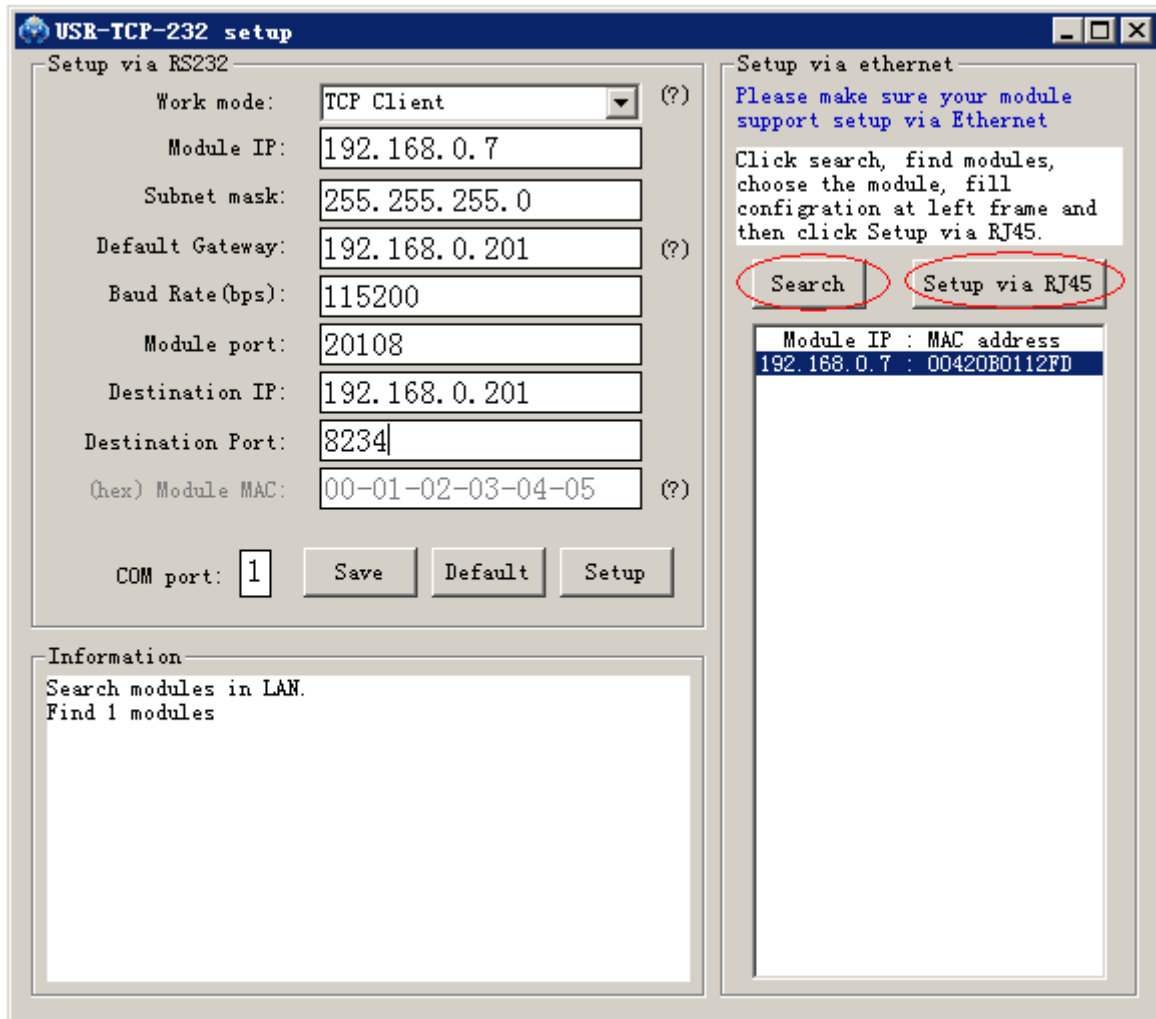 USR-TCP-232 setup
Setup via RS232
Work mode: TCP Client (?)
Module IP: 192.168.0.7
Subnet mask: 255.255.255.0
Default Gateway: 192.168.0.201 (?)
Baud Rate(bps): 115200
Module port: 20108
Destination IP: 192.168.0.201
Destination Port: 8234
(hex) Module MAC: 00-01-02-03-04-05 (?)
COM port: 1 Save Default Setup
Information
Search modules in LAN.
Find 1 modules
Setup via ethernet
Please make sure your module
support setup via Ethernet
Click search, find modules,
choose the module, fill
configration at left frame and
then click Setup via RJ45.
Search Setup via RJ45
Module IP : MAC address
192.168.0.7 : 00420B0112FD